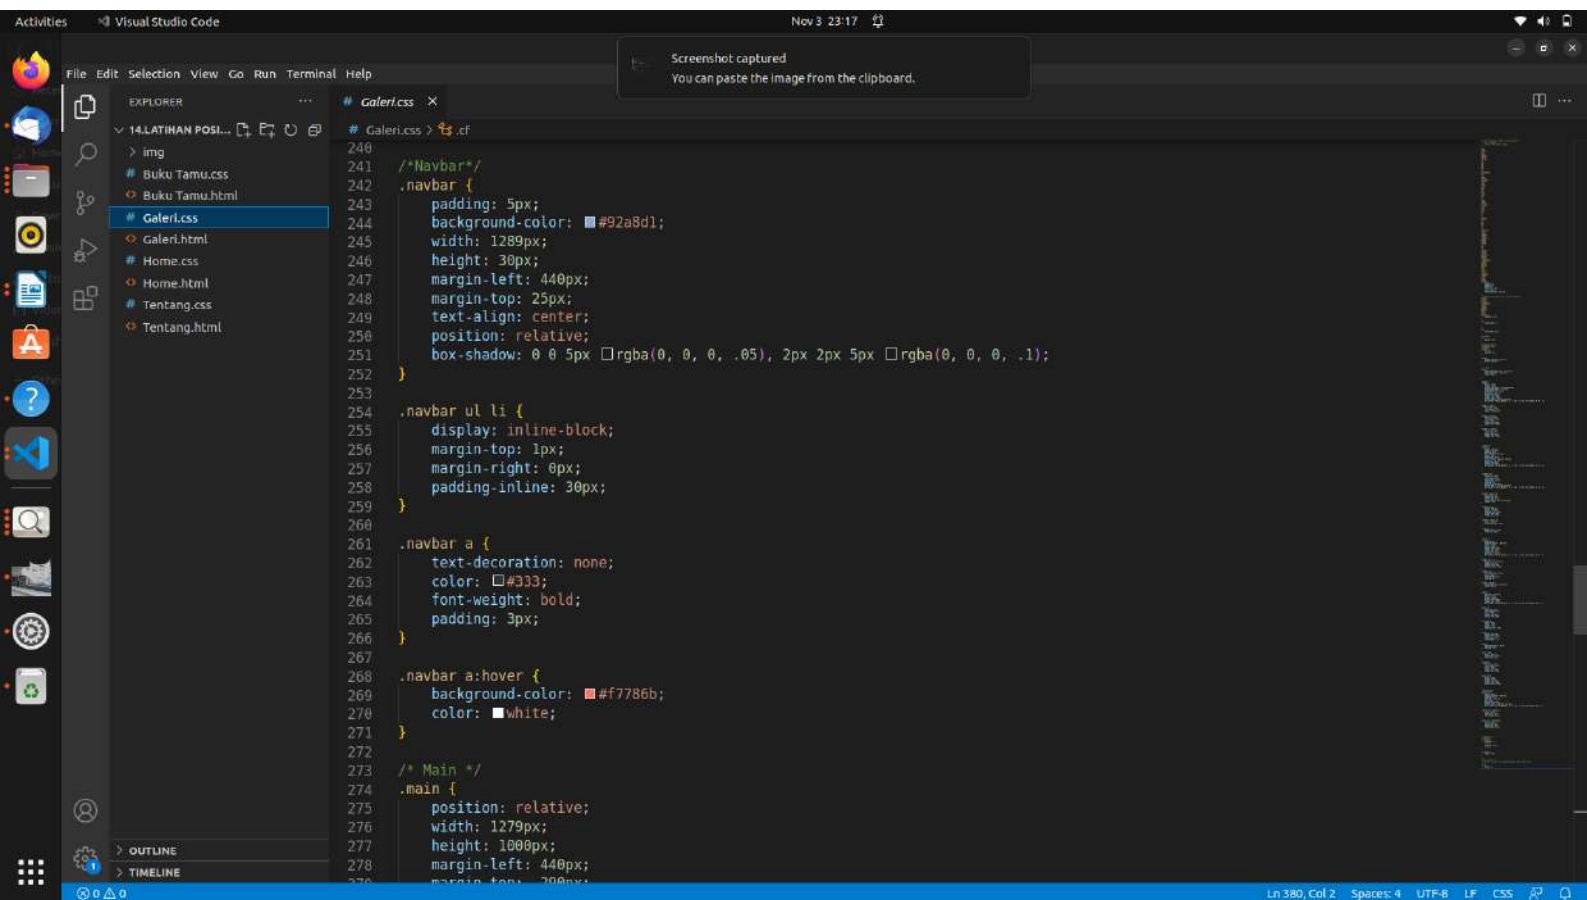 Activities Visual Studio Code Nov 3 23:17
Screenshot captured
You can paste the image from the clipboard.
File Edit Selection View Go Run Terminal Help
EXPLORER ··· # Galeri.css ×
14.LATIHAN POSI... # Galeri.css > .cf
> img
# Buku Tamu.css
Buku Tamu.html
# Galeri.css
Galeri.html
# Home.css
Home.html
# Tentang.css
Tentang.html
240
241 /*Navbar*/
242 .navbar {
243 padding: 5px;
244 background-color: #92a8d1;
245 width: 1289px;
246 height: 30px;
247 margin-left: 440px;
248 margin-top: 25px;
249 text-align: center;
250 position: relative;
251 box-shadow: 0 0 5px rgba(0, 0, 0, .05), 2px 2px 5px rgba(0, 0, 0, .1);
252 }
253
254 .navbar ul li {
255 display: inline-block;
256 margin-top: 1px;
257 margin-right: 0px;
258 padding-inline: 30px;
259 }
260
261 .navbar a {
262 text-decoration: none;
263 color: #333;
264 font-weight: bold;
265 padding: 3px;
266 }
267
268 .navbar a:hover {
269 background-color: #f7786b;
270 color: white;
271 }
272
273 /* Main */
274 .main {
275 position: relative;
276 width: 1279px;
277 height: 1000px;
278 margin-left: 440px;
279 margin-top: 290px;
> OUTLINE
> TIMELINE
1
0 0 Ln 380, Col 2 Spaces: 4 UTF-8 LF CSS